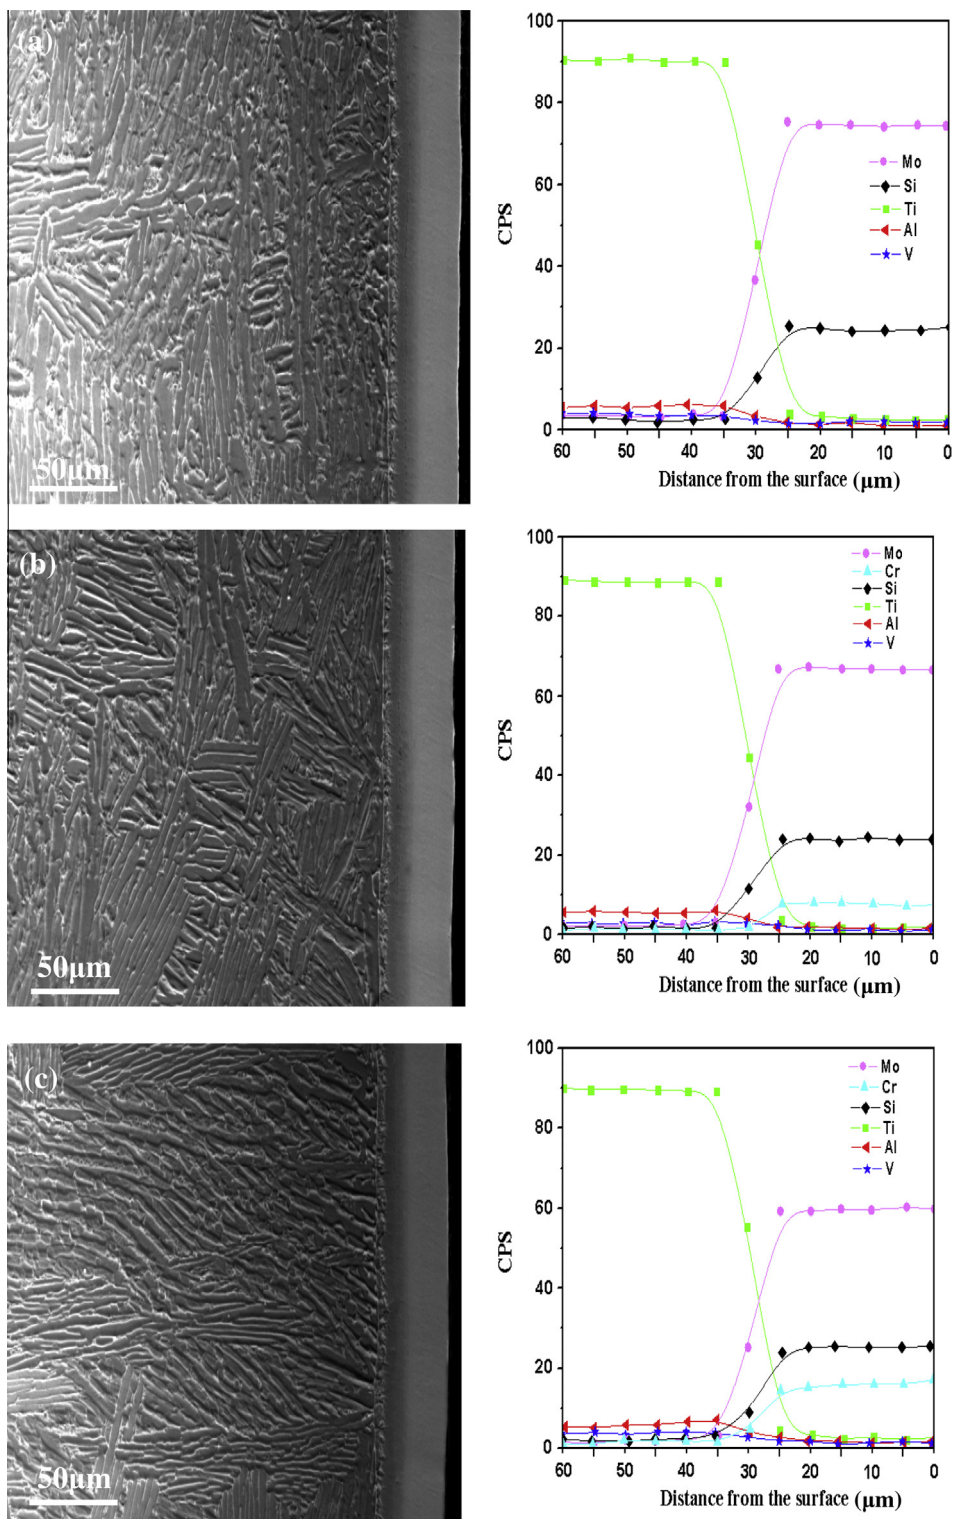 (a)
50μm
100
80
60
40
20
0
CPS
Mo
Si
Ti
Al
V
60 50 40 30 20 10 0
Distance from the surface (μm)
(b)
50μm
100
80
60
40
20
0
CPS
Mo
Cr
Si
Ti
Al
V
60 50 40 30 20 10 0
Distance from the surface (μm)
(c)
50μm
100
80
60
40
20
0
CPS
Mo
Cr
Si
Ti
Al
V
60 50 40 30 20 10 0
Distance from the surface (μm)